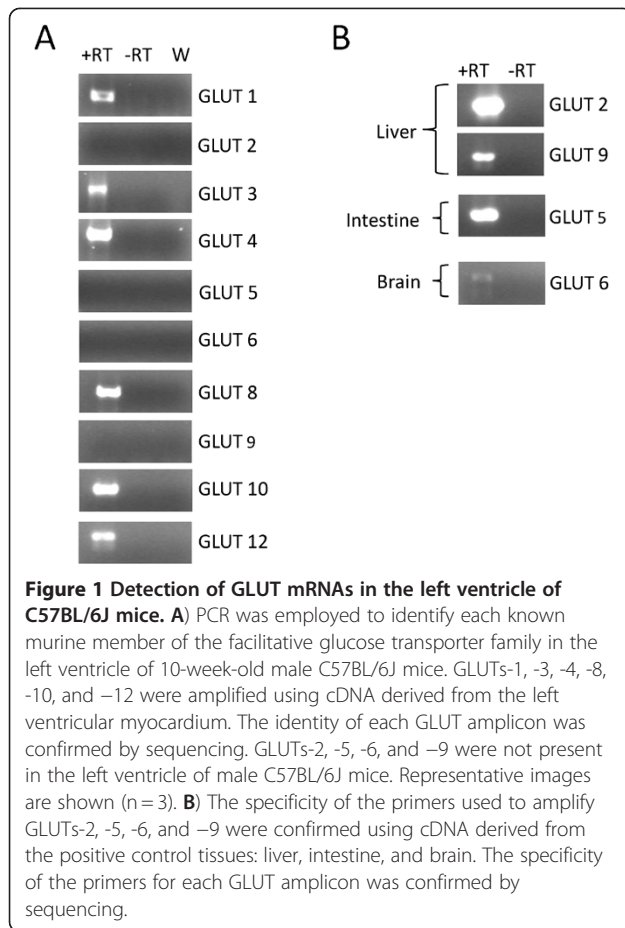 A
+RT -RT W
GLUT 1
GLUT 2
GLUT 3
GLUT 4
GLUT 5
GLUT 6
GLUT 8
GLUT 9
GLUT 10
GLUT 12
B
+RT -RT
Liver
GLUT 2
GLUT 9
Intestine
GLUT 5
Brain
GLUT 6
Figure 1 Detection of GLUT mRNAs in the left ventricle of
C57BL/6J mice. A) PCR was employed to identify each known
murine member of the facilitative glucose transporter family in the
left ventricle of 10-week-old male C57BL/6J mice. GLUTs-1, -3, -4, -8,
-10, and −12 were amplified using cDNA derived from the left
ventricular myocardium. The identity of each GLUT amplicon was
confirmed by sequencing. GLUTs-2, -5, -6, and −9 were not present
in the left ventricle of male C57BL/6J mice. Representative images
are shown (n = 3). B) The specificity of the primers used to amplify
GLUTs-2, -5, -6, and −9 were confirmed using cDNA derived from
the positive control tissues: liver, intestine, and brain. The specificity
of the primers for each GLUT amplicon was confirmed by
sequencing.